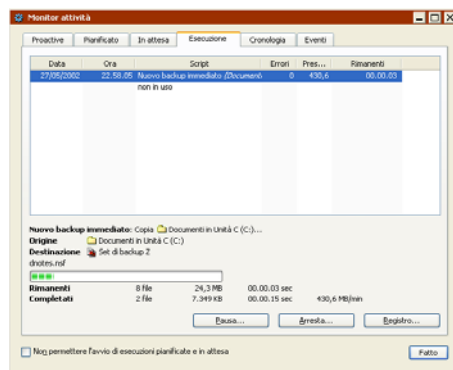 Monitor attività
Proactive Pianificato In attesa Esecuzione Cronologia Eventi
Data Ora Script Errori Pres... Rimanenti
27/05/2002 22.58.05 Nuovo backup immediato (Documenti 0 430,6 00.00.03
non in uso
Nuovo backup immediato: Copia Documenti in Unità C (C:)...
Origine Documenti in Unità C (C:)
Destinazione Set di backup Z
dnotes.nsf
Rimanenti 8 file 24,3 MB 00.00.03 sec
Completati 2 file 7.349 KB 00.00.15 sec 430,6 MB/min
Pausa... Arresta... Registro...
Non permettere l'avvio di esecuzioni pianificate e in attesa
Fatto